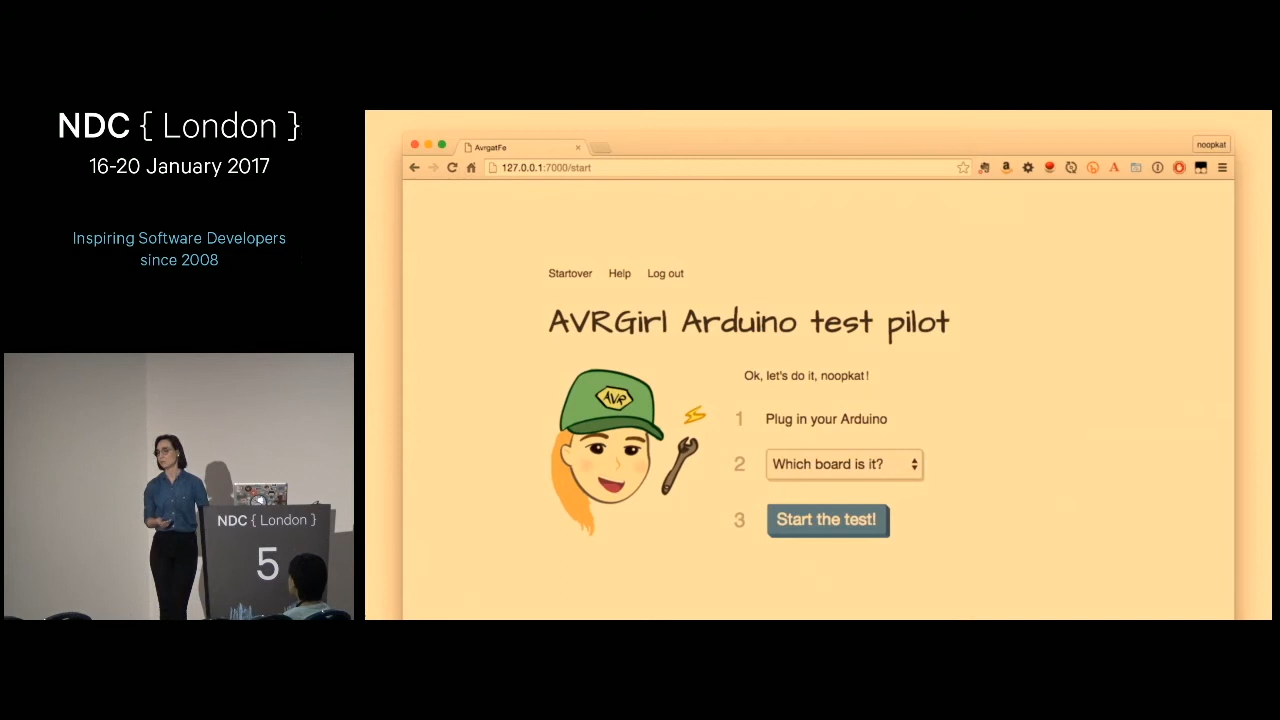 NDC { London }
16-20 January 2017
Inspiring Software Developers
since 2008
NDC { London }
5
AvrgatFe
noopkat
127.0.0.1:7000/start
Startover Help Log out
AVRGirl Arduino test pilot
AVR
Ok, let's do it, noopkat!
1 Plug in your Arduino
2 Which board is it?
3 Start the test!